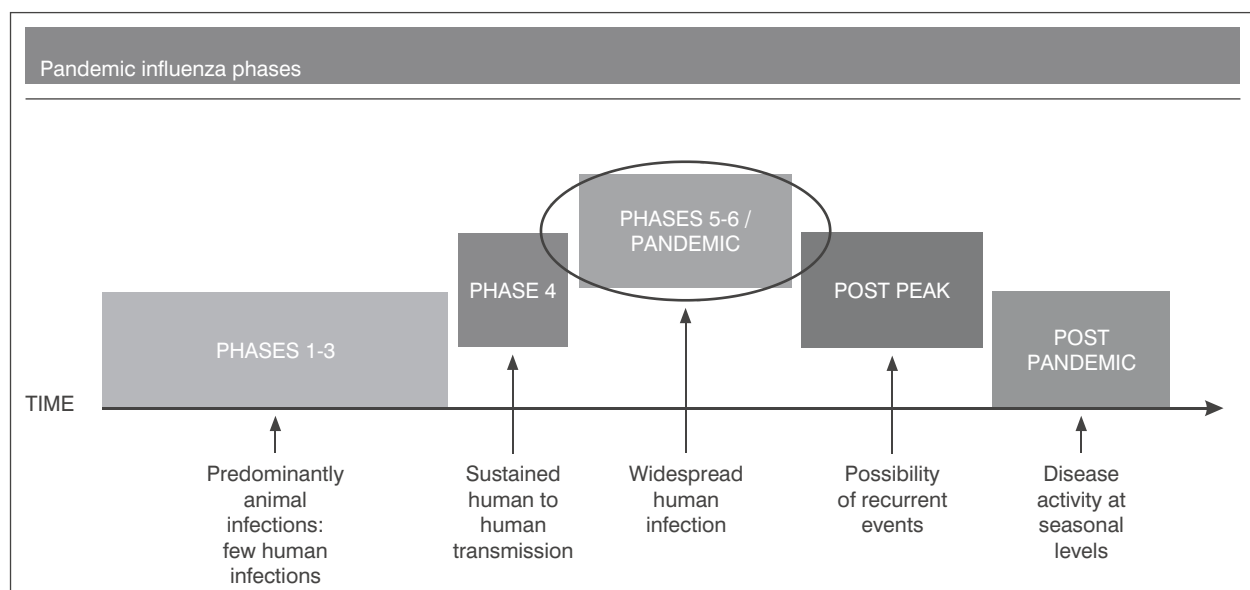 Pandemic influenza phases
PHASES 5-6 /
PANDEMIC
PHASE 4
POST PEAK
PHASES 1-3
POST
PANDEMIC
TIME
Predominantly
animal
infections:
few human
infections
Sustained
human to
human
transmission
Widespread
human
infection
Possibility
of recurrent
events
Disease
activity at
seasonal
levels